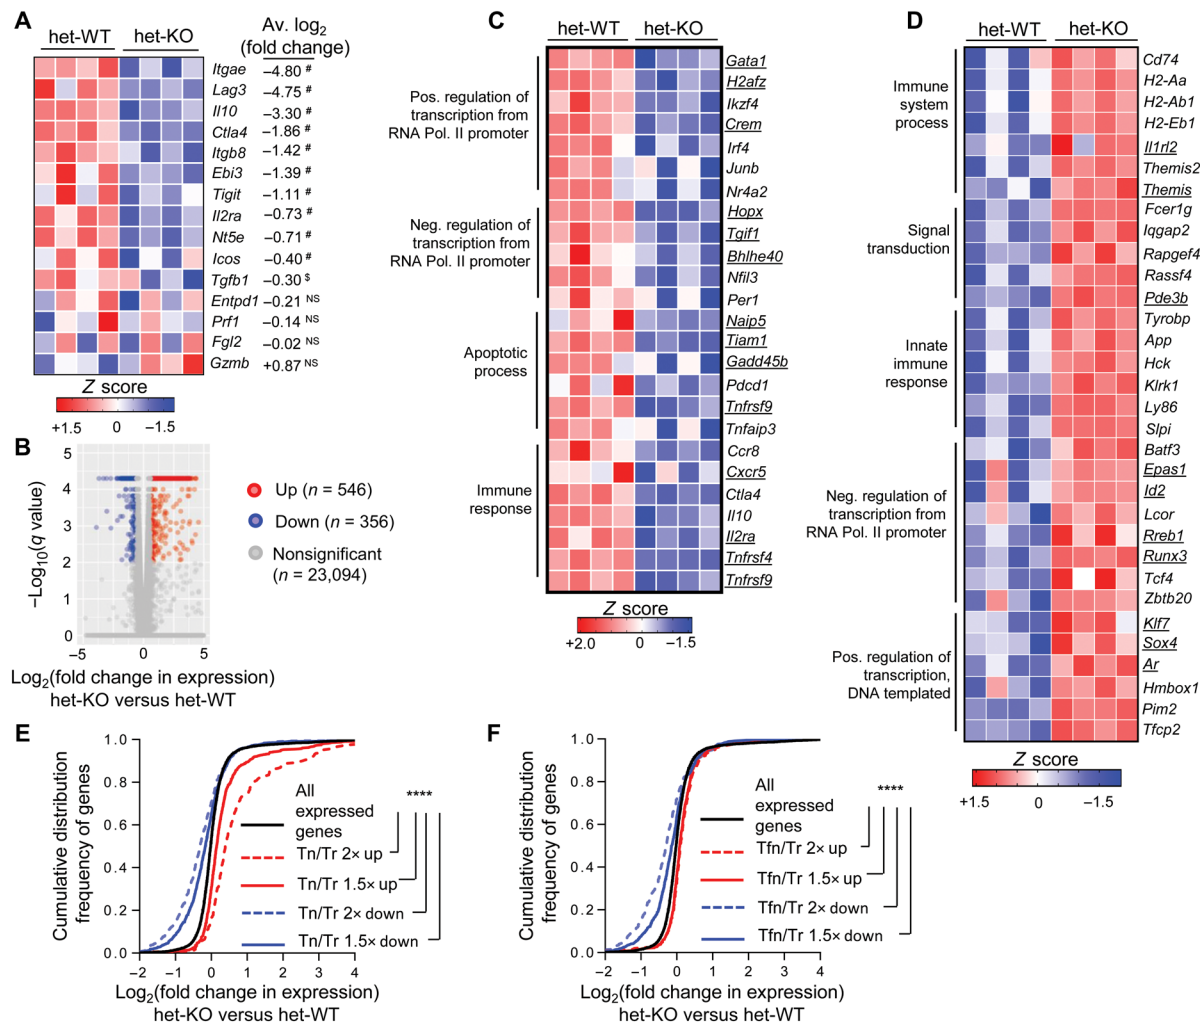 A
het-WT
het-KO
Av. log2
(fold change)
Itgae −4.80 #
Lag3 −4.75 #
Il10 −3.30 #
Ctla4 −1.86 #
Itgb8 −1.42 #
Ebi3 −1.39 #
Tigit −1.11 #
Il2ra −0.73 #
Nt5e −0.71 #
Icos −0.40 #
Tgfb1 −0.30 $
Entpd1 −0.21 NS
Prf1 −0.14 NS
Fgl2 −0.02 NS
Gzmb +0.87 NS
Z score
+1.5 0 −1.5
B
5
4
3
2
1
0
−5 0 5
−Log10(q value)
Log2(fold change in expression)
het-KO versus het-WT
Up (n = 546)
Down (n = 356)
Nonsignificant
(n = 23,094)
C
het-WT
het-KO
Pos. regulation of
transcription from
RNA Pol. II promoter
Neg. regulation of
transcription from
RNA Pol. II promoter
Apoptotic
process
Immune
response
Gata1
H2afz
Ikzf4
Crem
Irf4
Junb
Nr4a2
Hopx
Tgif1
Bhlhe40
Nfil3
Per1
Naip5
Tiam1
Gadd45b
Pdcd1
Tnfrsf9
Tnfaip3
Ccr8
Cxcr5
Ctla4
Il10
Il2ra
Tnfrsf4
Tnfrsf9
Z score
+2.0 0 −1.5
D
het-WT
het-KO
Immune
system
process
Signal
transduction
Innate
immune
response
Neg. regulation of
transcription from
RNA Pol. II promoter
Pos. regulation of
transcription,
DNA templated
Cd74
H2-Aa
H2-Ab1
H2-Eb1
Il1rl2
Themis2
Themis
Fcer1g
Iqgap2
Rapgef4
Rassf4
Pde3b
Tyrobp
App
Hck
Klrk1
Ly86
Slpi
Batf3
Epas1
Id2
Lcor
Rreb1
Runx3
Tcf4
Zbtb20
Klf7
Sox4
Ar
Hmbox1
Pim2
Tfcp2
Z score
+1.5 0 −1.5
E
Cumulative distribution
frequency of genes
1.0
0.8
0.6
0.4
0.2
0.0
−2 −1 0 1 2 3 4
Log2(fold change in expression)
het-KO versus het-WT
All
expressed
genes
Tn/Tr 2× up
Tn/Tr 1.5× up
Tn/Tr 2× down
Tn/Tr 1.5× down
****
F
Cumulative distribution
frequency of genes
1.0
0.8
0.6
0.4
0.2
0.0
−2 −1 0 1 2 3 4
Log2(fold change in expression)
het-KO versus het-WT
All
expressed
genes
Tfn/Tr 2× up
Tfn/Tr 1.5× up
Tfn/Tr 2× down
Tfn/Tr 1.5× down
****